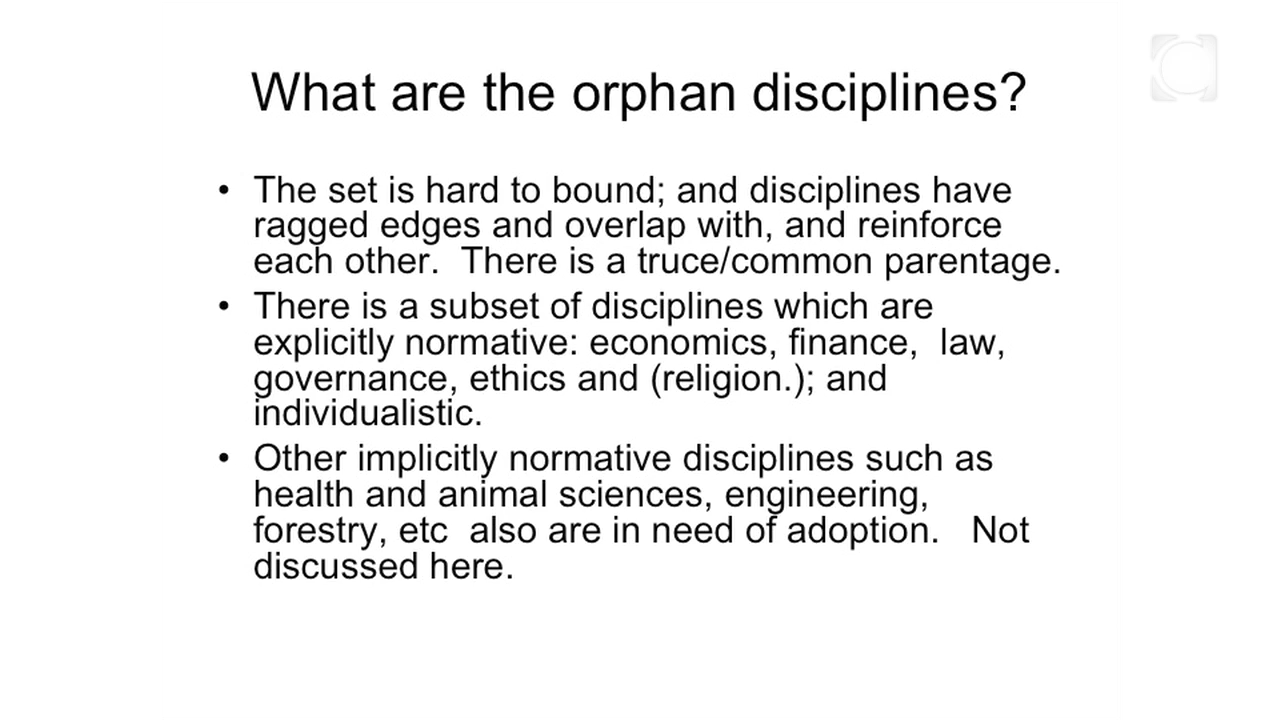 What are the orphan disciplines?
• The set is hard to bound; and disciplines have
ragged edges and overlap with, and reinforce
each other.  There is a truce/common parentage.
• There is a subset of disciplines which are
explicitly normative: economics, finance,  law,
governance, ethics and (religion.); and
individualistic.
• Other implicitly normative disciplines such as
health and animal sciences, engineering,
forestry, etc  also are in need of adoption.   Not
discussed here.